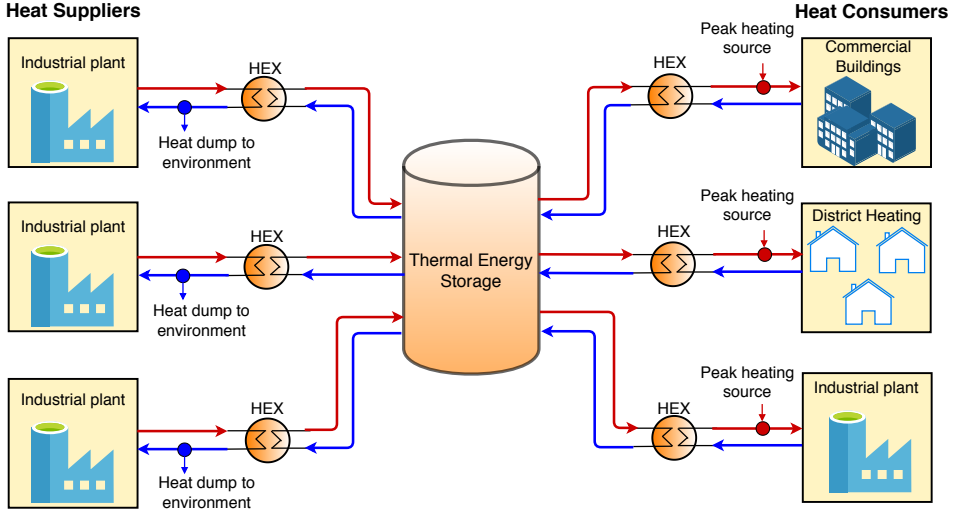 Heat Suppliers
Heat Consumers
Industrial plant
HEX
Heat dump to
environment
HEX
Peak heating
source
Commercial
Buildings
Industrial plant
HEX
Heat dump to
environment
Thermal Energy
Storage
HEX
Peak heating
source
District Heating
Industrial plant
HEX
Heat dump to
environment
HEX
Peak heating
source
Industrial plant